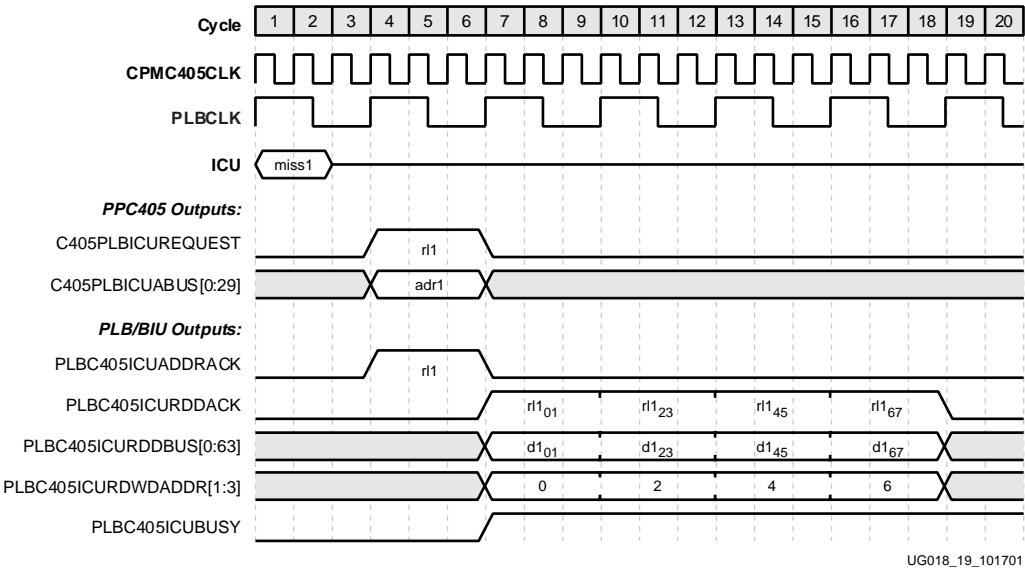 Cycle 1 2 3 4 5 6 7 8 9 10 11 12 13 14 15 16 17 18 19 20
CPMC405CLK
PLBCLK
ICU miss1
PPC405 Outputs:
C405PLBICUREQUEST rl1
C405PLBICUABUS[0:29] adr1
PLB/BIU Outputs:
PLBC405ICUADDRACK rl1
PLBC405ICURDDACK rl1₀₁ rl1₂₃ rl1₄₅ rl1₆₇
PLBC405ICURDDBUS[0:63] d1₀₁ d1₂₃ d1₄₅ d1₆₇
PLBC405ICURDWDADDR[1:3] 0 2 4 6
PLBC405ICUBUSY
UG018_19_101701